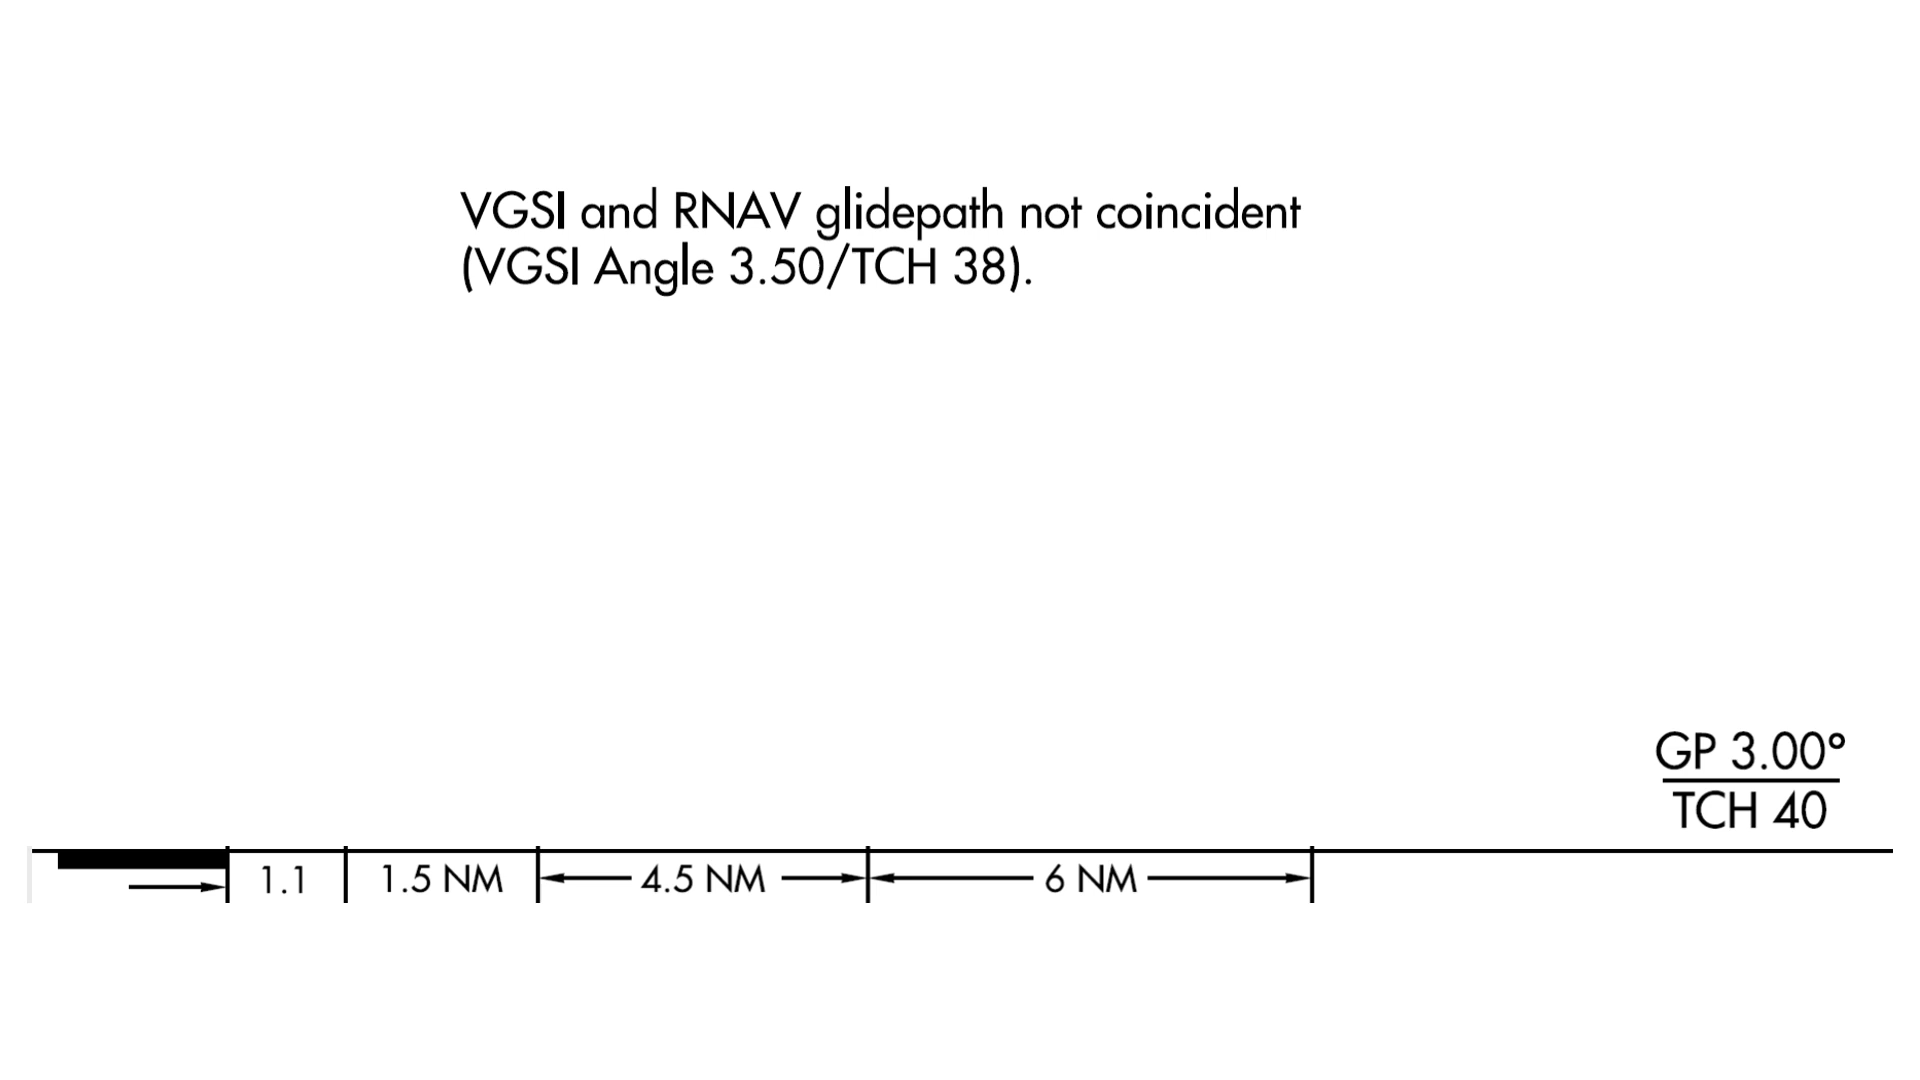 VGSI and RNAV glidepath not coincident
(VGSI Angle 3.50/TCH 38).
GP 3.00°
TCH 40
1.1 1.5 NM 4.5 NM 6 NM